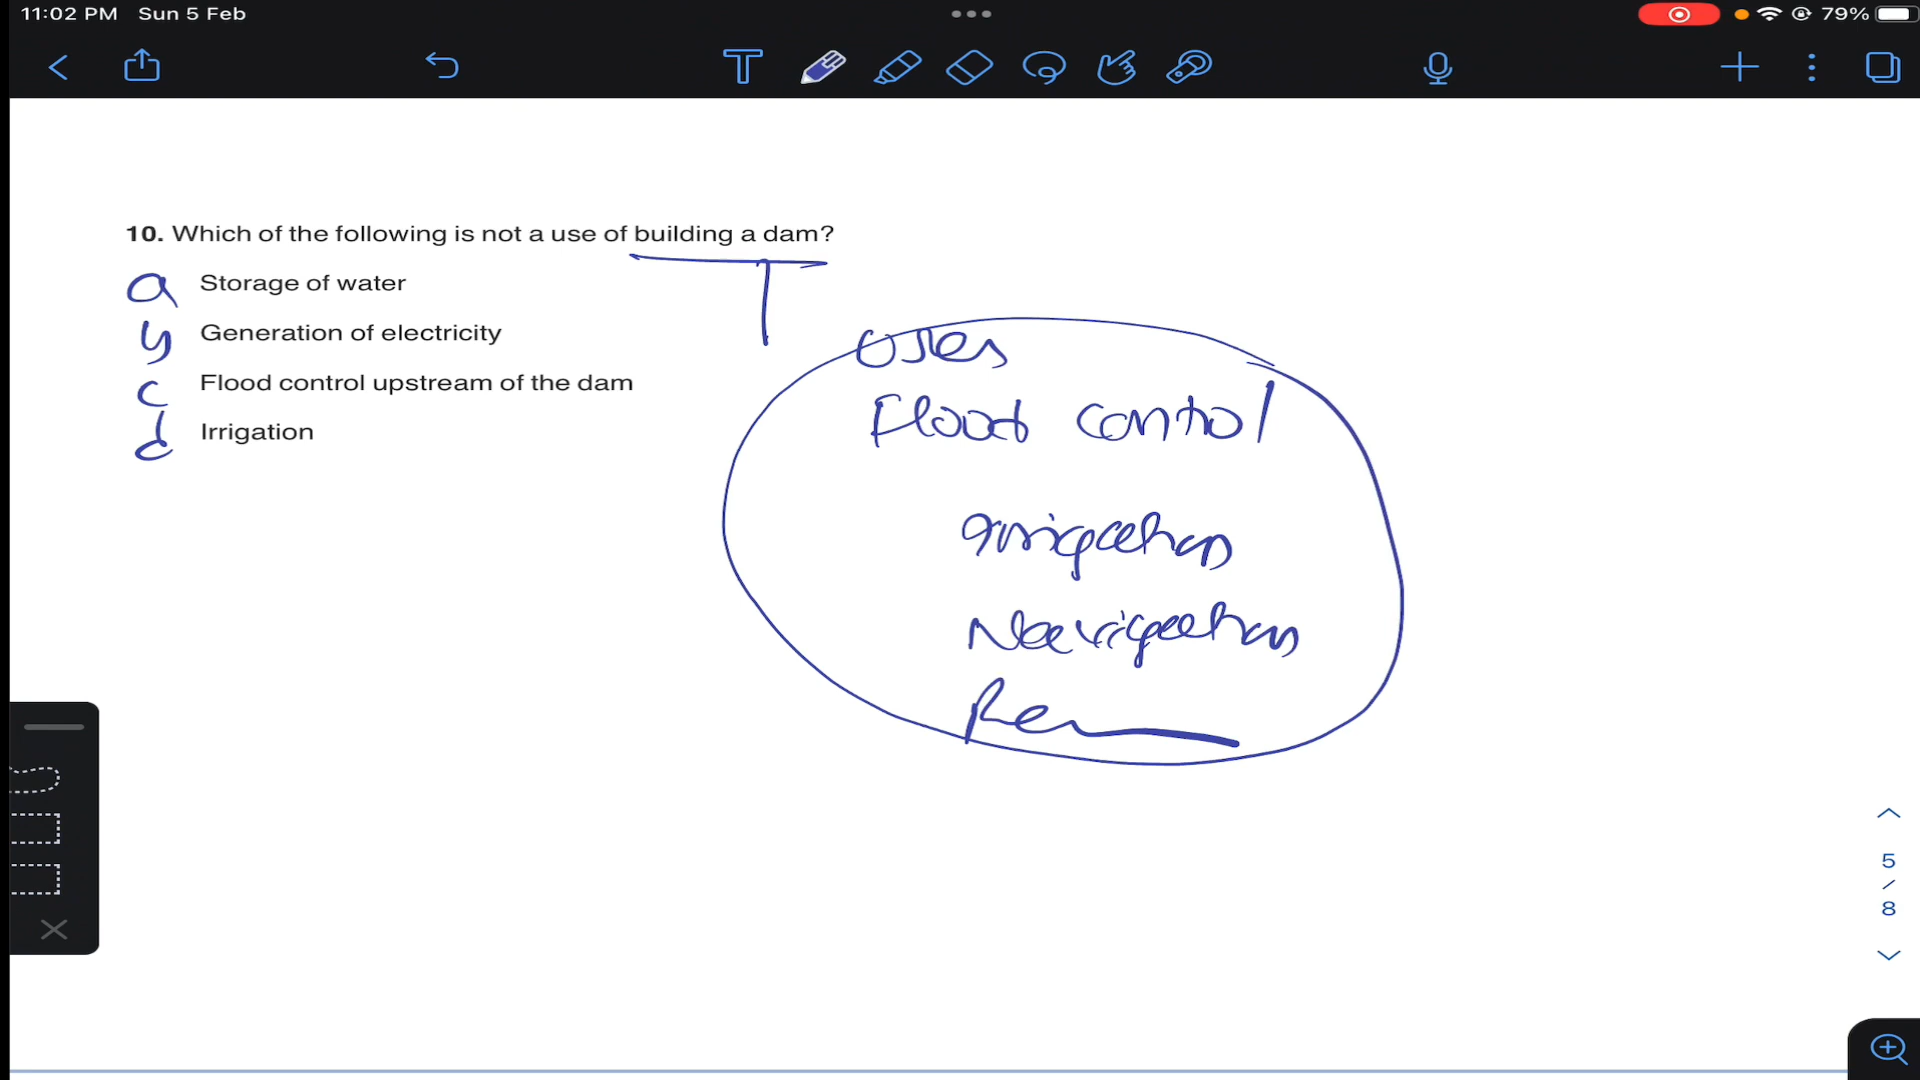 11:02 PM Sun 5 Feb
79%
10. Which of the following is not a use of building a dam?
a Storage of water
b Generation of electricity
c Flood control upstream of the dam
d Irrigation
Uses
Flood control
Irrigation
Navigation
5
/
8